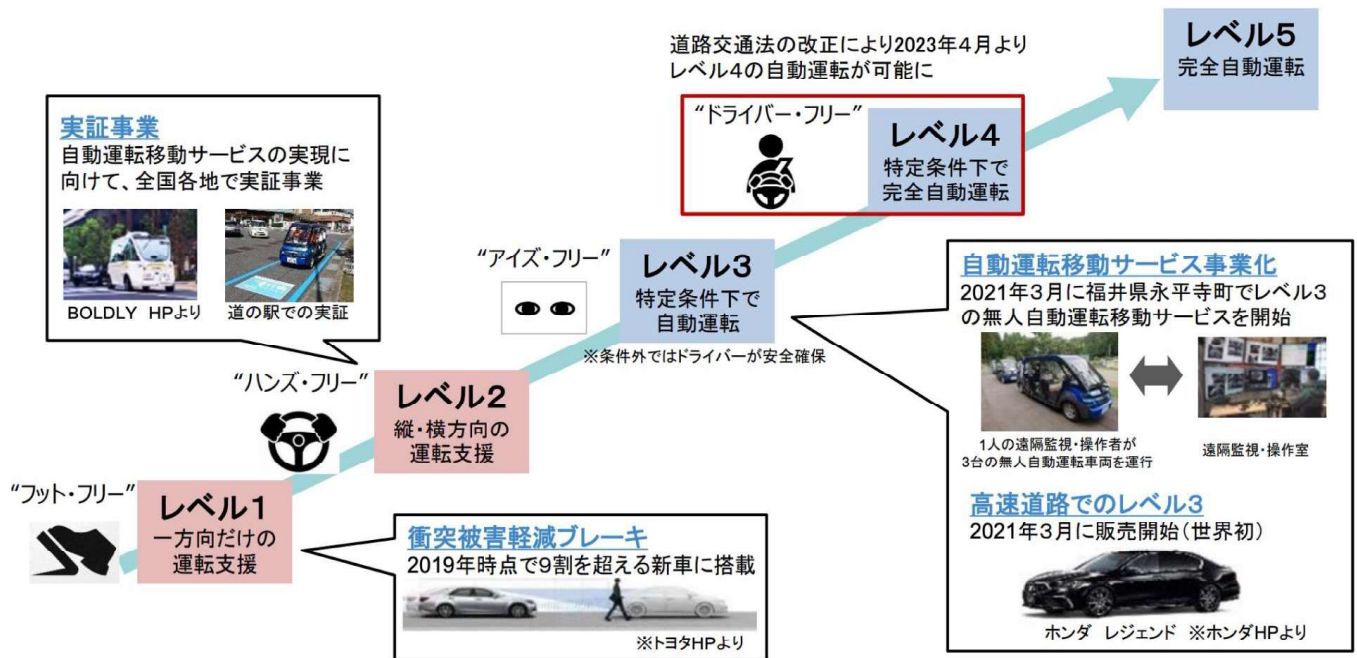 レベル5
完全自動運転
道路交通法の改正により2023年4月より
レベル4の自動運転が可能に
“ドライバー・フリー”
レベル4
特定条件下で
完全自動運転
実証事業
自動運転移動サービスの実現に
向けて、全国各地で実証事業
BOLDLY HPより
道の駅での実証
“アイズ・フリー”
レベル3
特定条件下で
自動運転
※条件外ではドライバーが安全確保
自動運転移動サービス事業化
2021年3月に福井県永平寺町でレベル3
の無人自動運転移動サービスを開始
1人の遠隔監視・操作者が
3台の無人自動運転車両を運行
遠隔監視・操作室
高速道路でのレベル3
2021年3月に販売開始(世界初)
ホンダ レジェンド ※ホンダHPより
“ハンズ・フリー”
レベル2
縦・横方向の
運転支援
“フット・フリー”
レベル1
一方向だけの
運転支援
衝突被害軽減ブレーキ
2019年時点で9割を超える新車に搭載
※トヨタHPより